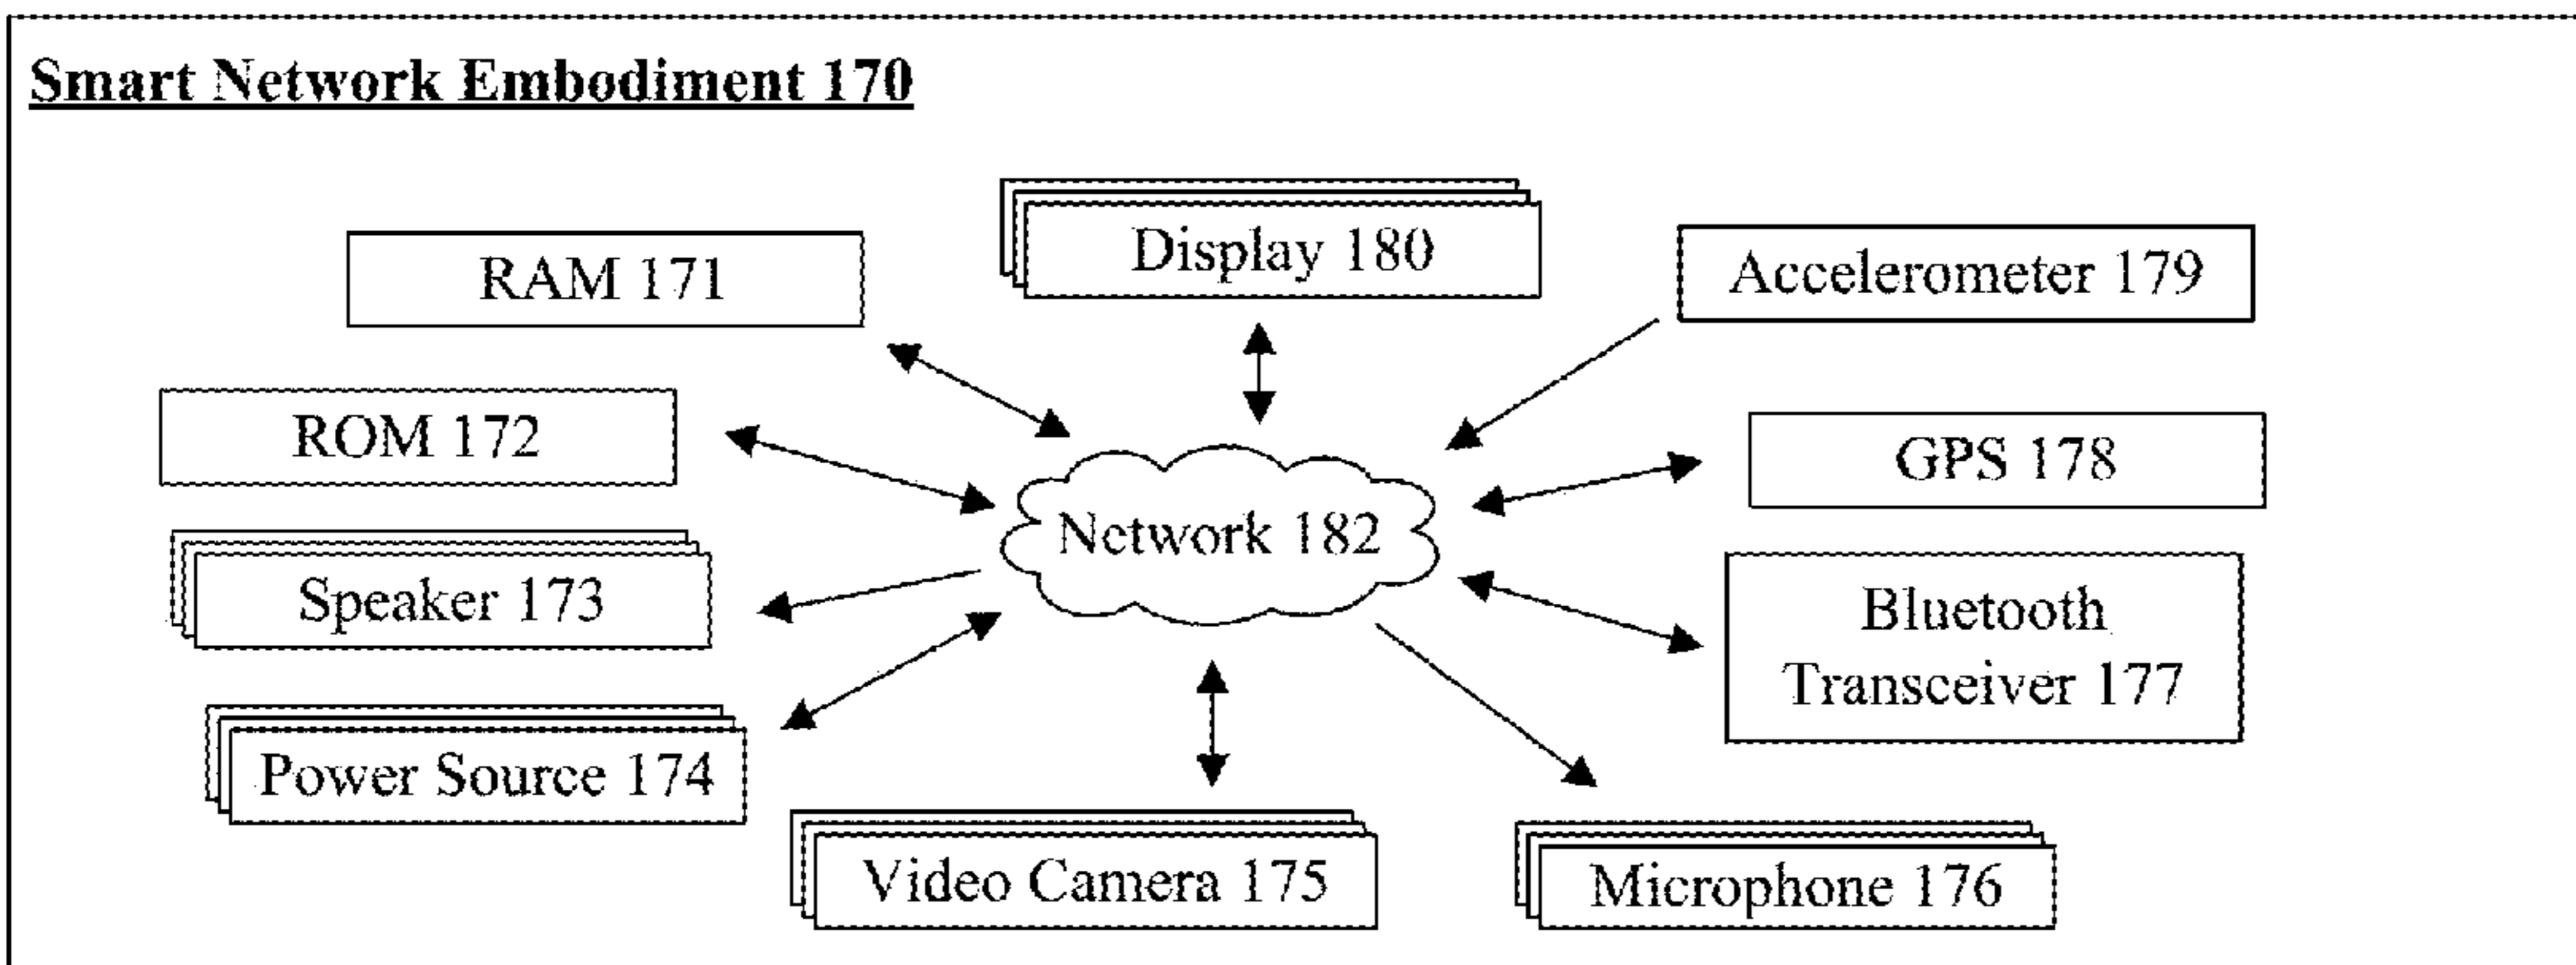 Smart Network Embodiment 170
Display 180
RAM 171
Accelerometer 179
ROM 172
GPS 178
Network 182
Speaker 173
Bluetooth
Transceiver 177
Power Source 174
Video Camera 175
Microphone 176